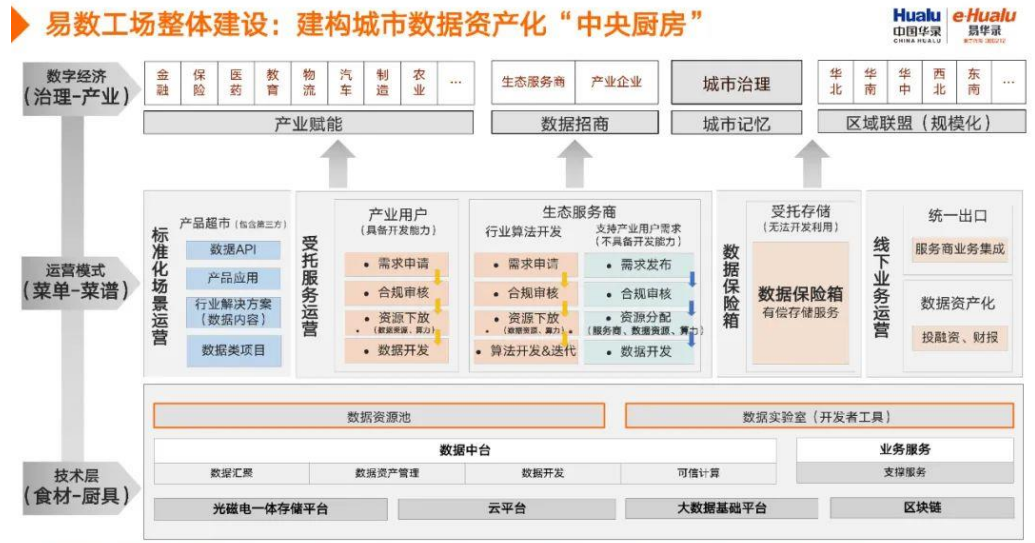 易数工场整体建设：建构城市数据资产化“中央厨房”
Hualu
中国华录
CHINA HUALU
e·Hualu
易华录
数字经济
（治理-产业）
金融
保险
医药
教育
物流
汽车
制造
农业
…
生态服务商
产业企业
城市治理
华北
华南
华中
西北
东南
…
产业赋能
数据招商
城市记忆
区域联盟（规模化）
运营模式
（菜单-菜谱）
标准化场景运营
产品超市（包含第三方）
数据API
产品应用
行业解决方案
（数据内容）
数据类项目
受托服务运营
产业用户
（具备开发能力）
• 需求申请
• 合规审核
• 资源下放
• （数据资源、算力）
• 数据开发
生态服务商
行业算法开发
• 需求申请
• 合规审核
• 资源下放
• （数据资源、算力）•
• 算法开发&迭代
支持产业用户需求
（不具备开发能力）
• 需求发布
• 合规审核
• 资源分配
（服务商、数据资源、算力）
• 数据开发
数据保险箱
受托存储
（无法开发利用）
数据保险箱
有偿存储服务
线下业务运营
统一出口
服务商业务集成
数据资产化
投融资、财报
技术层
（食材-厨具）
数据资源池
数据实验室（开发者工具）
数据中台
数据汇聚
数据资产管理
数据开发
可信计算
业务服务
支撑服务
光磁电一体存储平台
云平台
大数据基础平台
区块链